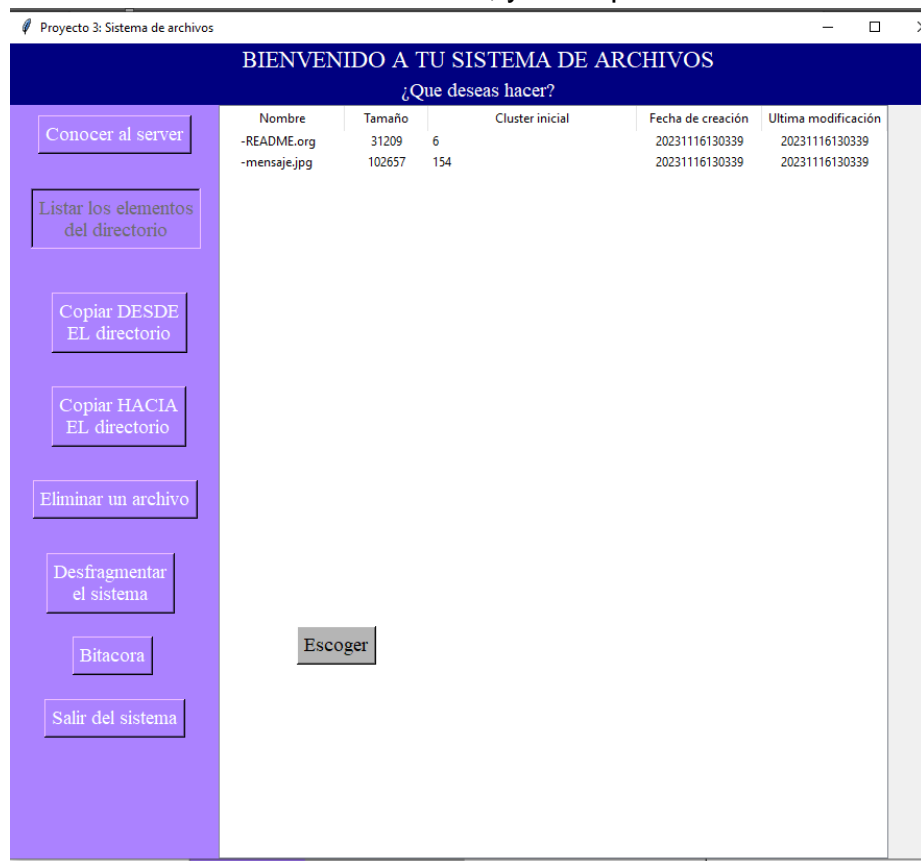 Proyecto 3: Sistema de archivos
BIENVENIDO A TU SISTEMA DE ARCHIVOS
¿Que deseas hacer?
Conocer al server
Listar los elementos
del directorio
Copiar DESDE
EL directorio
Copiar HACIA
EL directorio
Eliminar un archivo
Desfragmentar
el sistema
Bitacora
Salir del sistema
Nombre Tamaño Cluster inicial Fecha de creación Ultima modificación
-README.org 31209 6 20231116130339 20231116130339
-mensaje.jpg 102657 154 20231116130339 20231116130339
Escoger